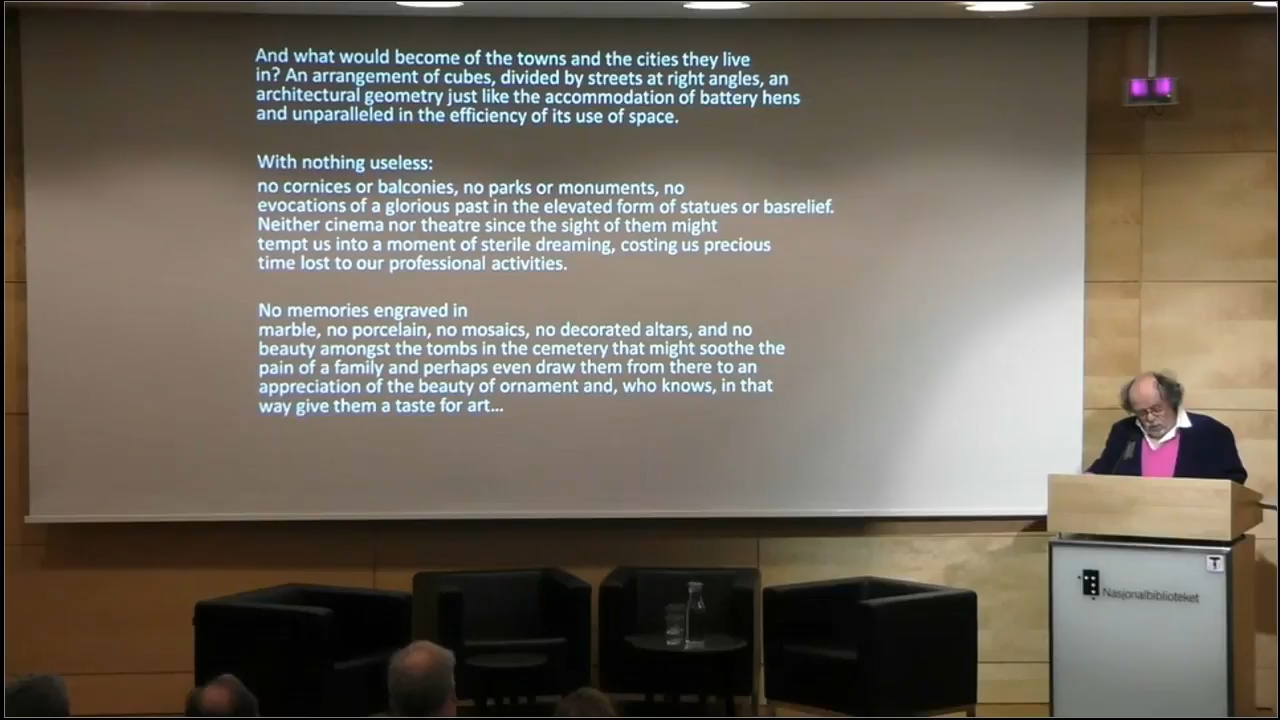 And what would become of the towns and the cities they live
in? An arrangement of cubes, divided by streets at right angles, an
architectural geometry just like the accommodation of battery hens
and unparalleled in the efficiency of its use of space.
With nothing useless:
no cornices or balconies, no parks or monuments, no
evocations of a glorious past in the elevated form of statues or basrelief.
Neither cinema nor theatre since the sight of them might
tempt us into a moment of sterile dreaming, costing us precious
time lost to our professional activities.
No memories engraved in
marble, no porcelain, no mosaics, no decorated altars, and no
beauty amongst the tombs in the cemetery that might soothe the
pain of a family and perhaps even draw them from there to an
appreciation of the beauty of ornament and, who knows, in that
way give them a taste for art...
T
Nasjonalbiblioteket